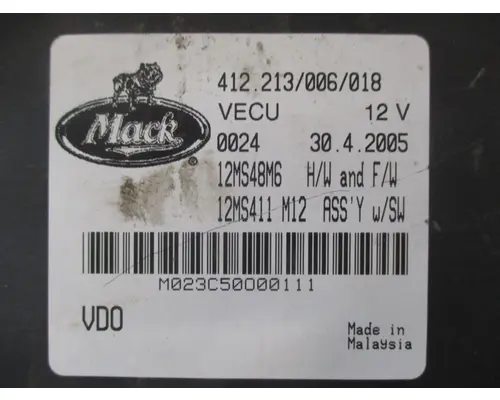 Mack ®
412.213/006/018
VECU 12 V
0024 30.4.2005
12MS48M6 H/W and F/W
12MS411 M12 ASS'Y w/SW
M023C50000111
VDO
Made in
Malaysia